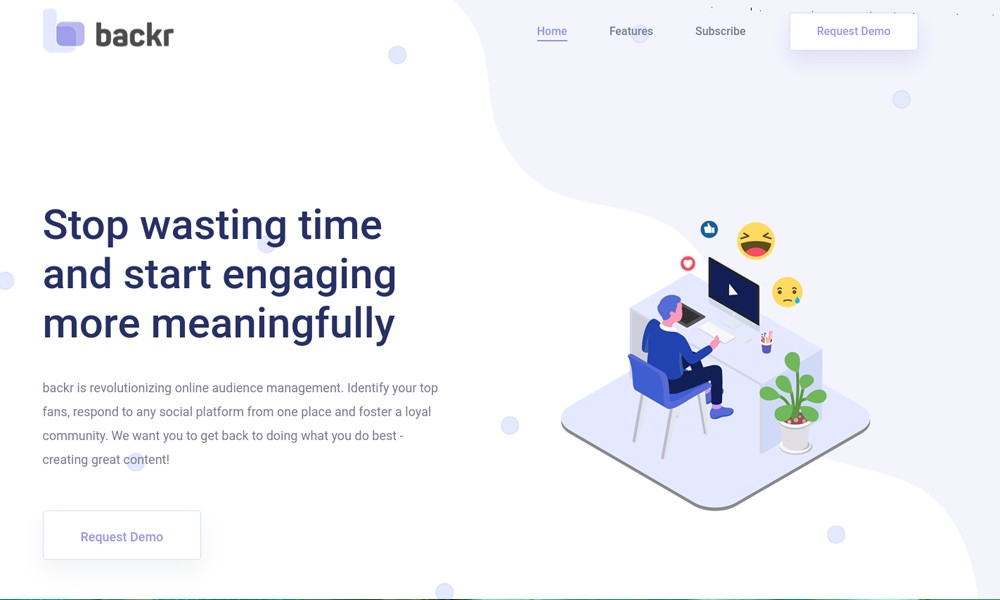 backr
Home Features Subscribe Request Demo
Stop wasting time
and start engaging
more meaningfully
backr is revolutionizing online audience management. Identify your top
fans, respond to any social platform from one place and foster a loyal
community. We want you to get back to doing what you do best -
creating great content!
Request Demo